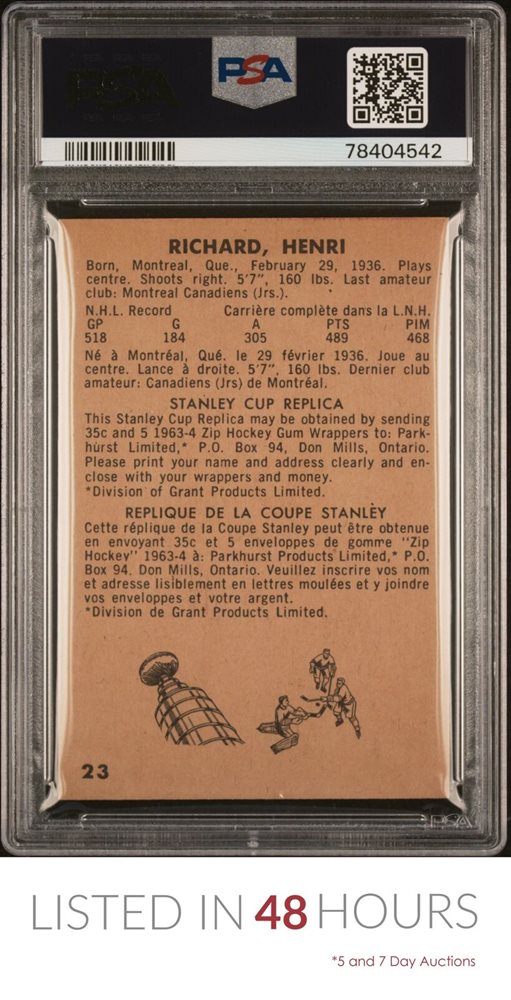 PSA
PSA
78404542
RICHARD, HENRI
Born, Montreal, Que., February 29, 1936. Plays
centre. Shoots right. 5'7", 160 lbs. Last amateur
club: Montreal Canadiens (Jrs.).
N.H.L. Record Carrière complète dans la L.N.H.
GP G A PTS PIM
518 184 305 489 468
Né à Montréal, Qué. le 29 février 1936. Joue au
centre. Lance à droite. 5'7", 160 lbs. Dernier club
amateur: Canadiens (Jrs) de Montréal.
STANLEY CUP REPLICA
This Stanley Cup Replica may be obtained by sending
35c and 5 1963-4 Zip Hockey Gum Wrappers to: Park-
hurst Limited,* P.O. Box 94, Don Mills, Ontario.
Please print your name and address clearly and en-
close with your wrappers and money.
*Division of Grant Products Limited.
REPLIQUE DE LA COUPE STANLEY
Cette réplique de la Coupe Stanley peut être obtenue
en envoyant 35c et 5 enveloppes de gomme "Zip
Hockey" 1963-4 à: Parkhurst Products Limited,* P.O.
Box 94, Don Mills, Ontario. Veuillez inscrire vos nom
et adresse lisiblement en lettres moulées et y joindre
vos enveloppes et votre argent.
*Division de Grant Products Limited.
23
PSA
LISTED IN 48 HOURS
*5 and 7 Day Auctions